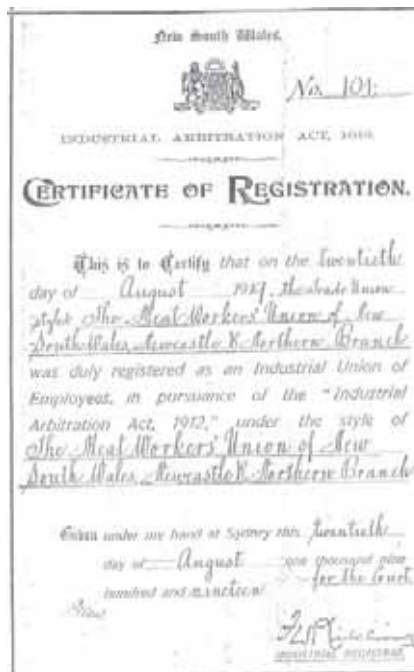 New South Wales.
No. 101.
INDUSTRIAL ARBITRATION ACT, 1912.
CERTIFICATE OF REGISTRATION.
This is to Certify that on the twentieth
day of August 1919, the Trade Union
styled The Meat Workers' Union of New
South Wales, Newcastle & Northern Branch
was duly registered as an Industrial Union of
Employees, in pursuance of the "Industrial
Arbitration Act, 1912," under the style of
The Meat Workers' Union of New
South Wales, Newcastle & Northern Branch
Given under my hand at Sydney this twentieth
day of August one thousand nine
hundred and nineteen for the Court
INDUSTRIAL REGISTRAR.